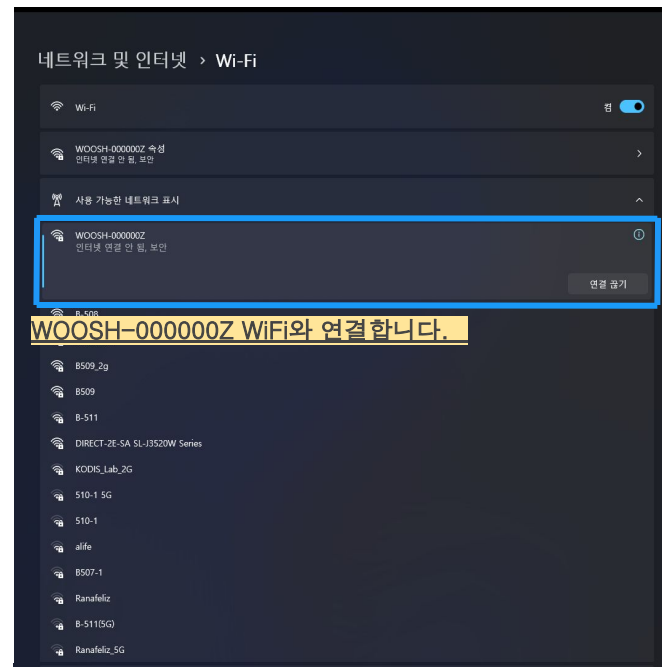 네트워크 및 인터넷 › Wi-Fi
Wi-Fi
켬
WOOSH-000000Z 속성
인터넷 연결 안 됨, 보안
사용 가능한 네트워크 표시
WOOSH-000000Z
인터넷 연결 안 됨, 보안
연결 끊기
B-508
WOOSH-000000Z WiFi와 연결합니다.
B509_2g
B509
B-511
DIRECT-2E-SA SL-J3520W Series
KODIS_Lab_2G
510-1 5G
510-1
alife
B507-1
Ranafeliz
B-511(5G)
Ranafeliz_5G